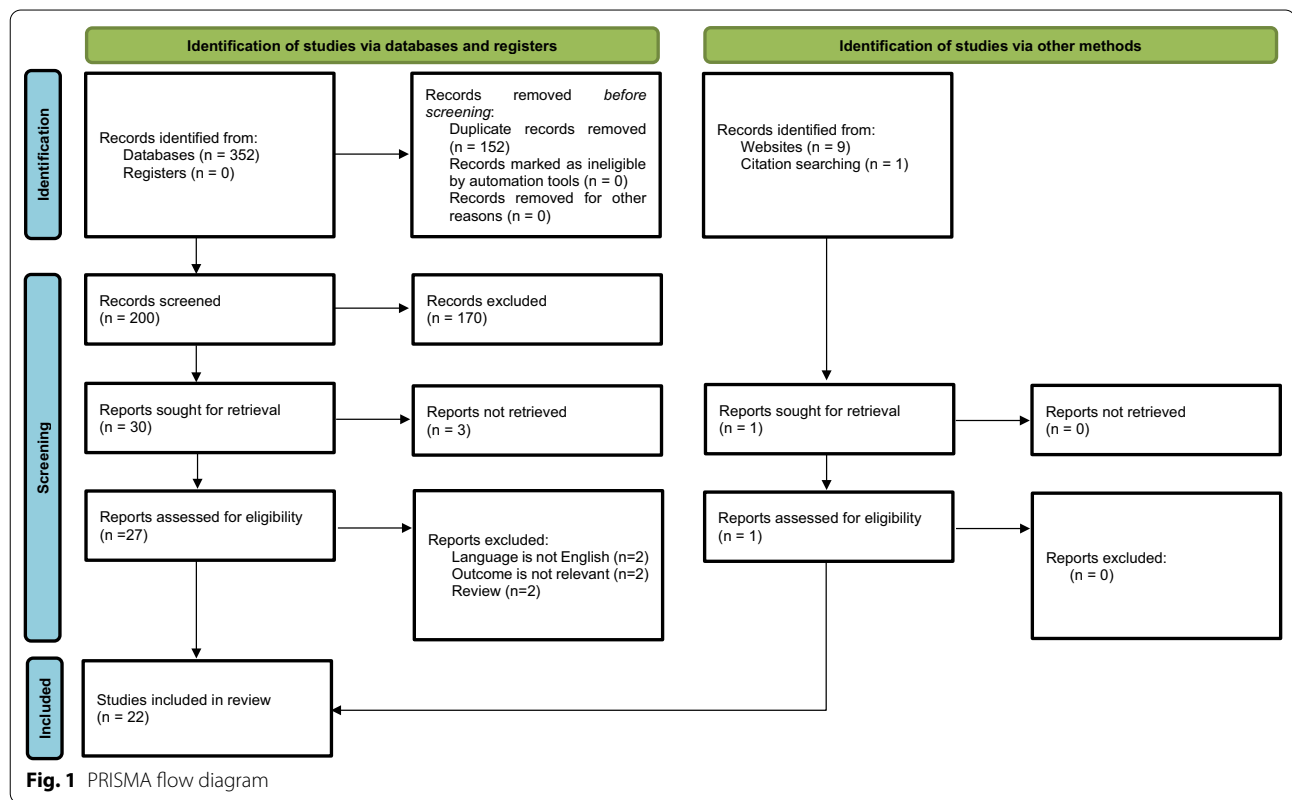 Identification of studies via databases and registers
Identification of studies via other methods
Identification
Records identified from:
Databases (n = 352)
Registers (n = 0)
Records removed before
screening:
Duplicate records removed
(n = 152)
Records marked as ineligible
by automation tools (n = 0)
Records removed for other
reasons (n = 0)
Records identified from:
Websites (n = 9)
Citation searching (n = 1)
Screening
Records screened
(n = 200)
Records excluded
(n = 170)
Reports sought for retrieval
(n = 30)
Reports not retrieved
(n = 3)
Reports sought for retrieval
(n = 1)
Reports not retrieved
(n = 0)
Reports assessed for eligibility
(n =27)
Reports excluded:
Language is not English (n=2)
Outcome is not relevant (n=2)
Review (n=2)
Reports assessed for eligibility
(n = 1)
Reports excluded:
(n = 0)
Included
Studies included in review
(n = 22)
Fig. 1 PRISMA flow diagram